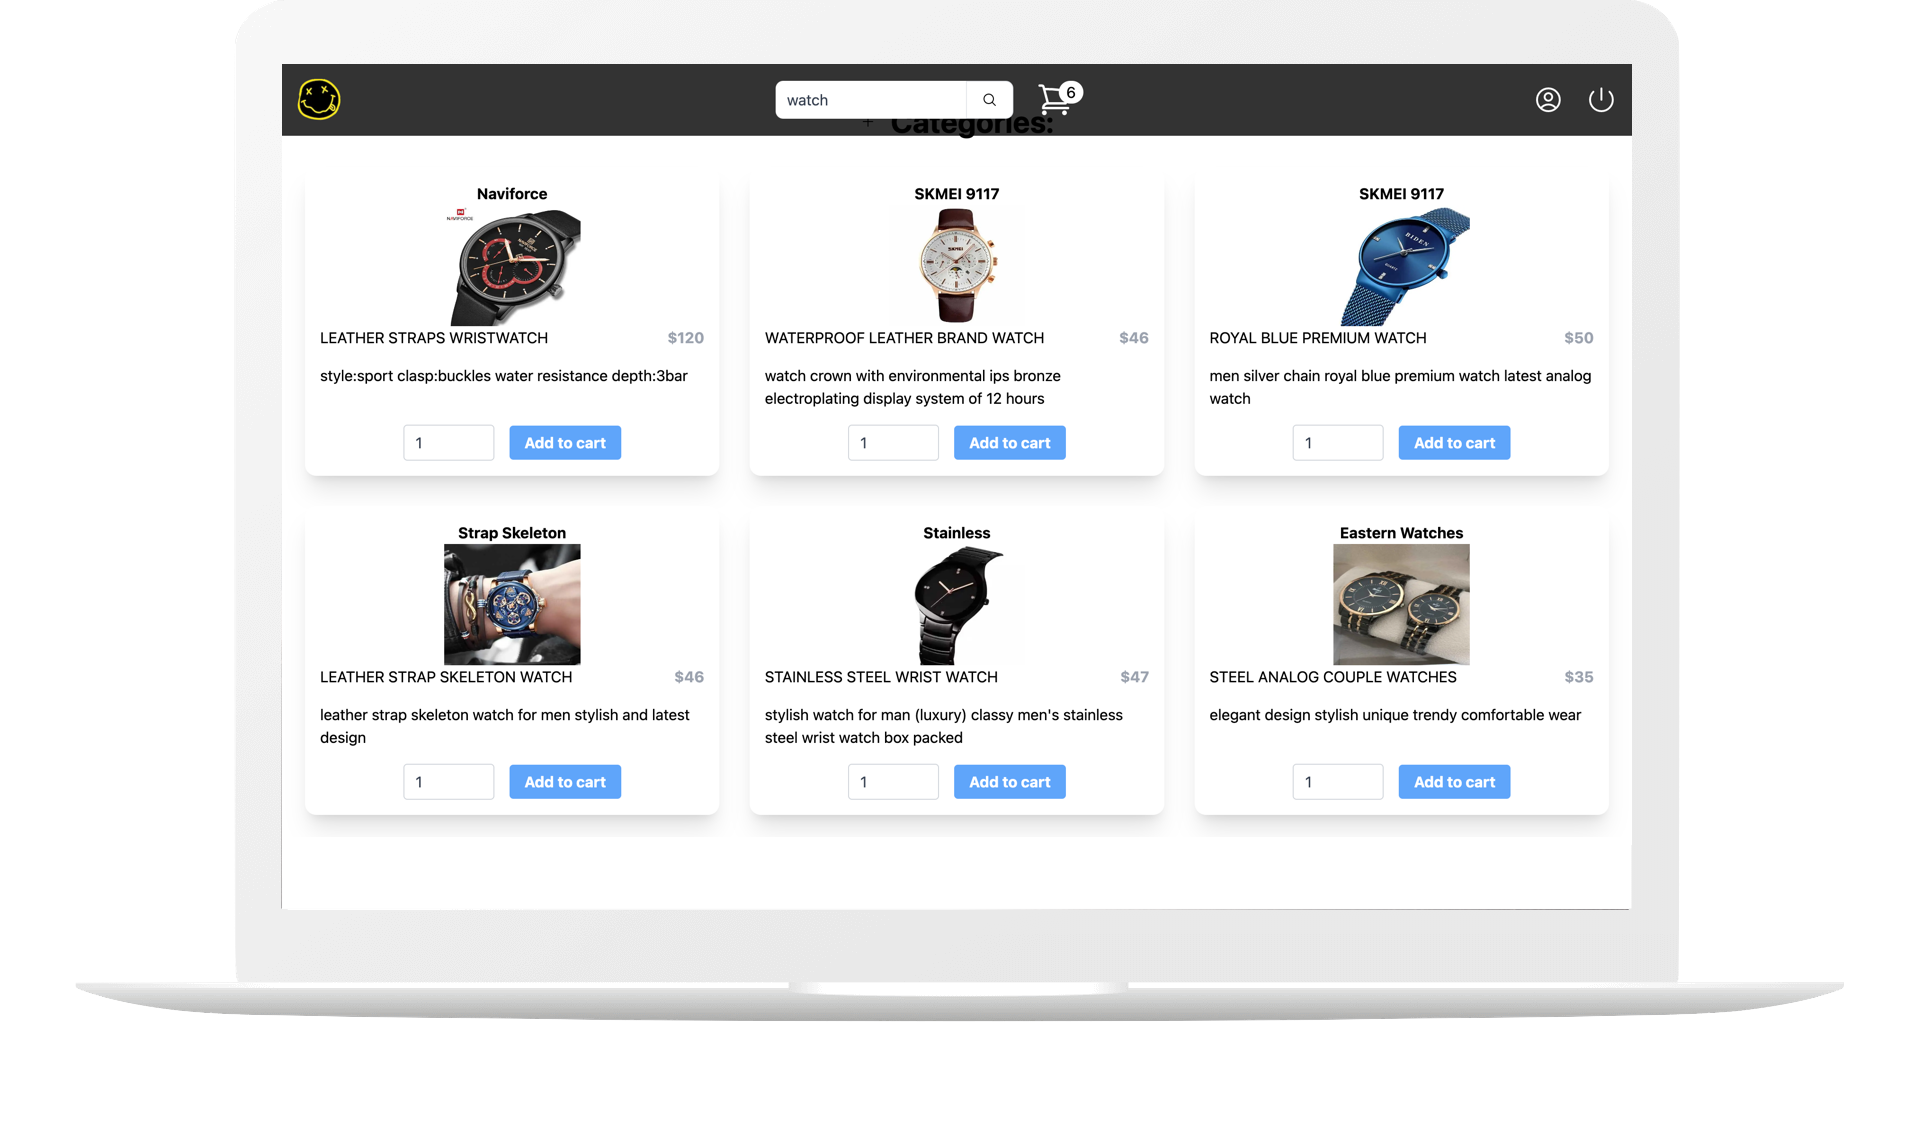 watch
6
+ Categories:
Naviforce
SKMEI 9117
SKMEI 9117
NAVIFORCE
NAVIFORCE
SKMEI
BIDEN
QUARTZ
LEATHER STRAPS WRISTWATCH $120
WATERPROOF LEATHER BRAND WATCH $46
ROYAL BLUE PREMIUM WATCH $50
style:sport clasp:buckles water resistance depth:3bar
watch crown with environmental ips bronze
electroplating display system of 12 hours
men silver chain royal blue premium watch latest analog
watch
1 Add to cart
1 Add to cart
1 Add to cart
Strap Skeleton
Stainless
Eastern Watches
LEATHER STRAP SKELETON WATCH $46
STAINLESS STEEL WRIST WATCH $47
STEEL ANALOG COUPLE WATCHES $35
leather strap skeleton watch for men stylish and latest
design
stylish watch for man (luxury) classy men's stainless
steel wrist watch box packed
elegant design stylish unique trendy comfortable wear
1 Add to cart
1 Add to cart
1 Add to cart